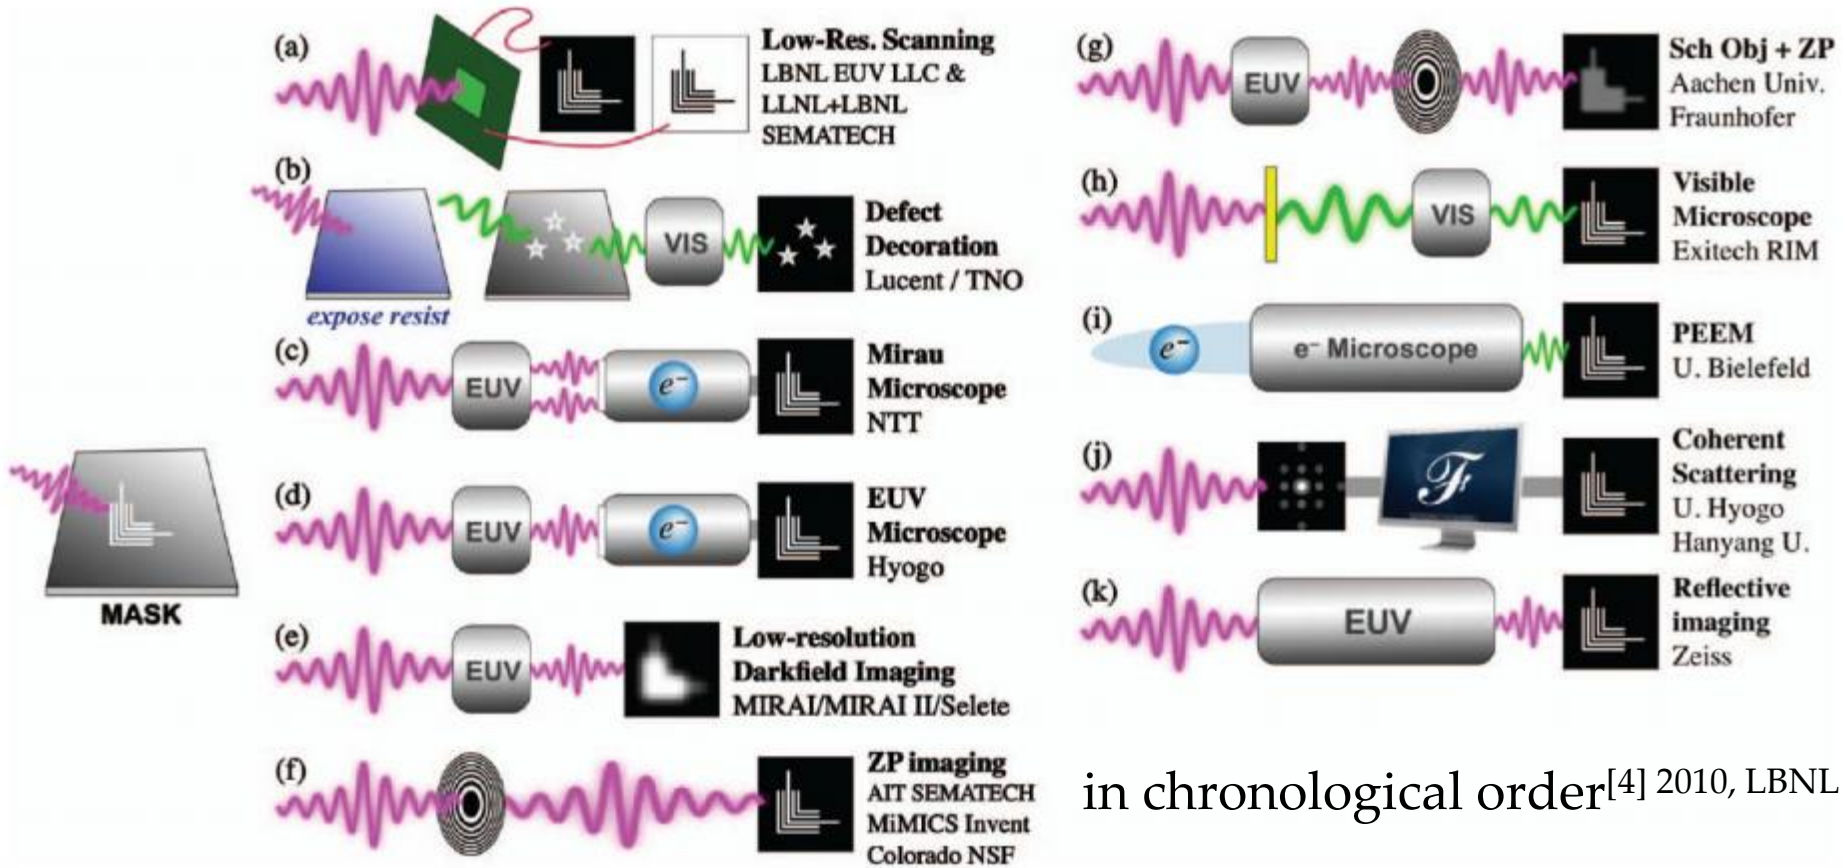 MASK
(a)
Low-Res. Scanning
LBNL EUV LLC &
LLNL+LBNL
SEMATECH
(b)
expose resist
VIS
Defect
Decoration
Lucent / TNO
(c)
EUV
e⁻
Mirau
Microscope
NTT
(d)
EUV
e⁻
EUV
Microscope
Hyogo
(e)
EUV
Low-resolution
Darkfield Imaging
MIRAI/MIRAI II/Selete
(f)
ZP imaging
AIT SEMATECH
MiMICS Invent
Colorado NSF
(g)
EUV
Sch Obj + ZP
Aachen Univ.
Fraunhofer
(h)
VIS
Visible
Microscope
Exitech RIM
(i)
e⁻
e⁻ Microscope
PEEM
U. Bielefeld
(j)
F
Coherent
Scattering
U. Hyogo
Hanyang U.
(k)
EUV
Reflective
imaging
Zeiss
in chronological order[4] 2010, LBNL